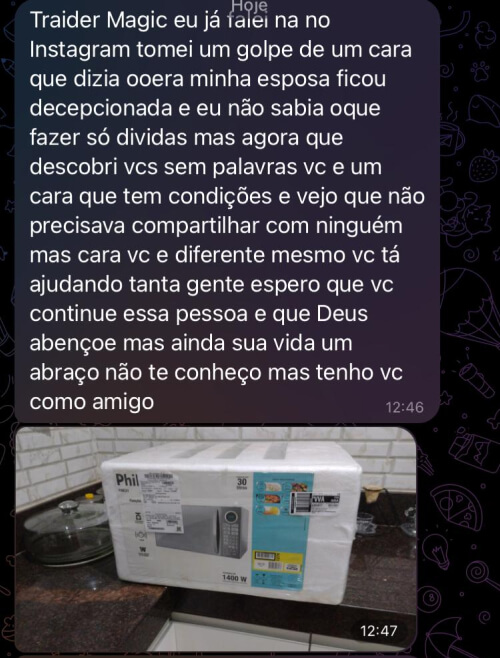 Hoje
Traider Magic eu já falei na no
Instagram tomei um golpe de um cara
que dizia ooera minha esposa ficou
decepcionada e eu não sabia oque
fazer só dividas mas agora que
descobri vcs sem palavras vc e um
cara que tem condições e vejo que não
precisava compartilhar com ninguém
mas cara vc e diferente mesmo vc tá
ajudando tanta gente espero que vc
continue essa pessoa e que Deus
abençoe mas ainda sua vida um
abraço não te conheço mas tenho vc
como amigo
12:46
Phil
30
1400 W
12:47